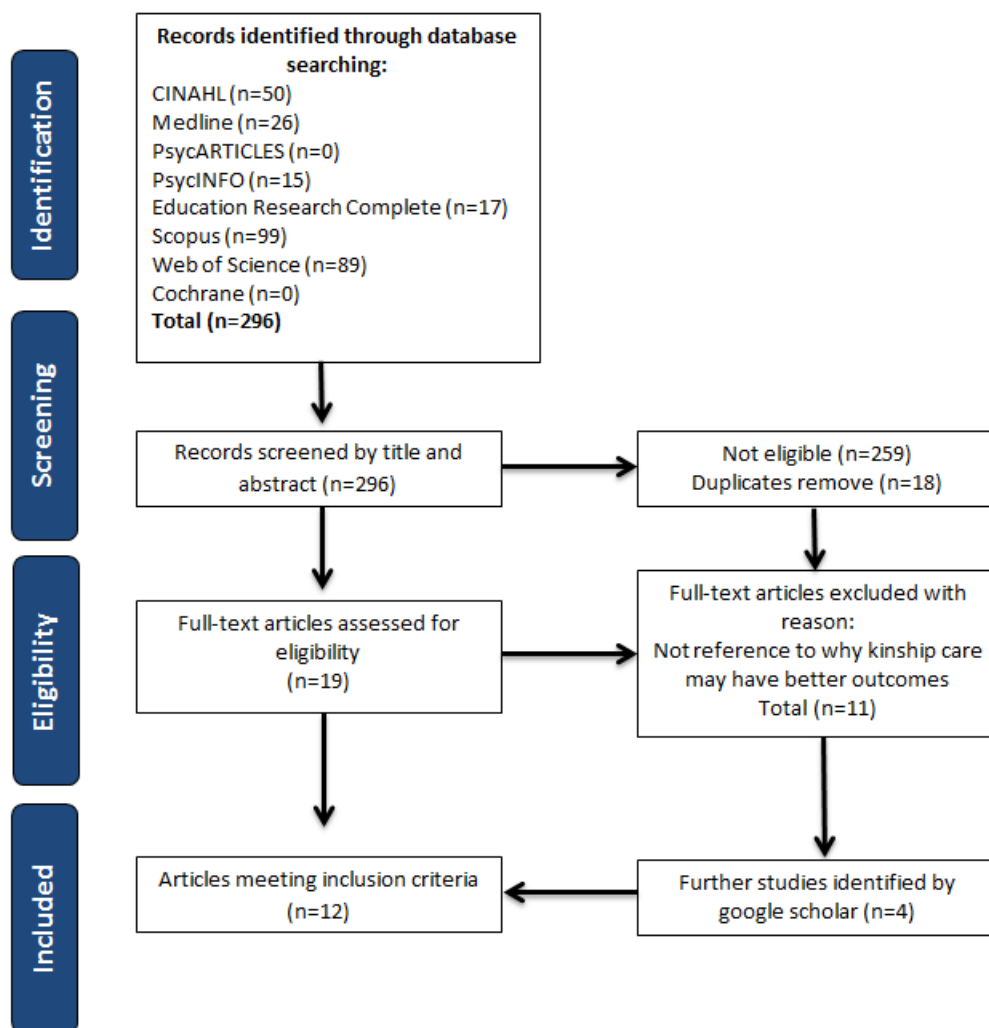 Identification
Records identified through database
searching:
CINAHL (n=50)
Medline (n=26)
PsycARTICLES (n=0)
PsycINFO (n=15)
Education Research Complete (n=17)
Scopus (n=99)
Web of Science (n=89)
Cochrane (n=0)
Total (n=296)
Screening
Records screened by title and
abstract (n=296)
Not eligible (n=259)
Duplicates remove (n=18)
Eligibility
Full-text articles assessed for
eligibility
(n=19)
Full-text articles excluded with
reason:
Not reference to why kinship care
may have better outcomes
Total (n=11)
Included
Articles meeting inclusion criteria
(n=12)
Further studies identified by
google scholar (n=4)